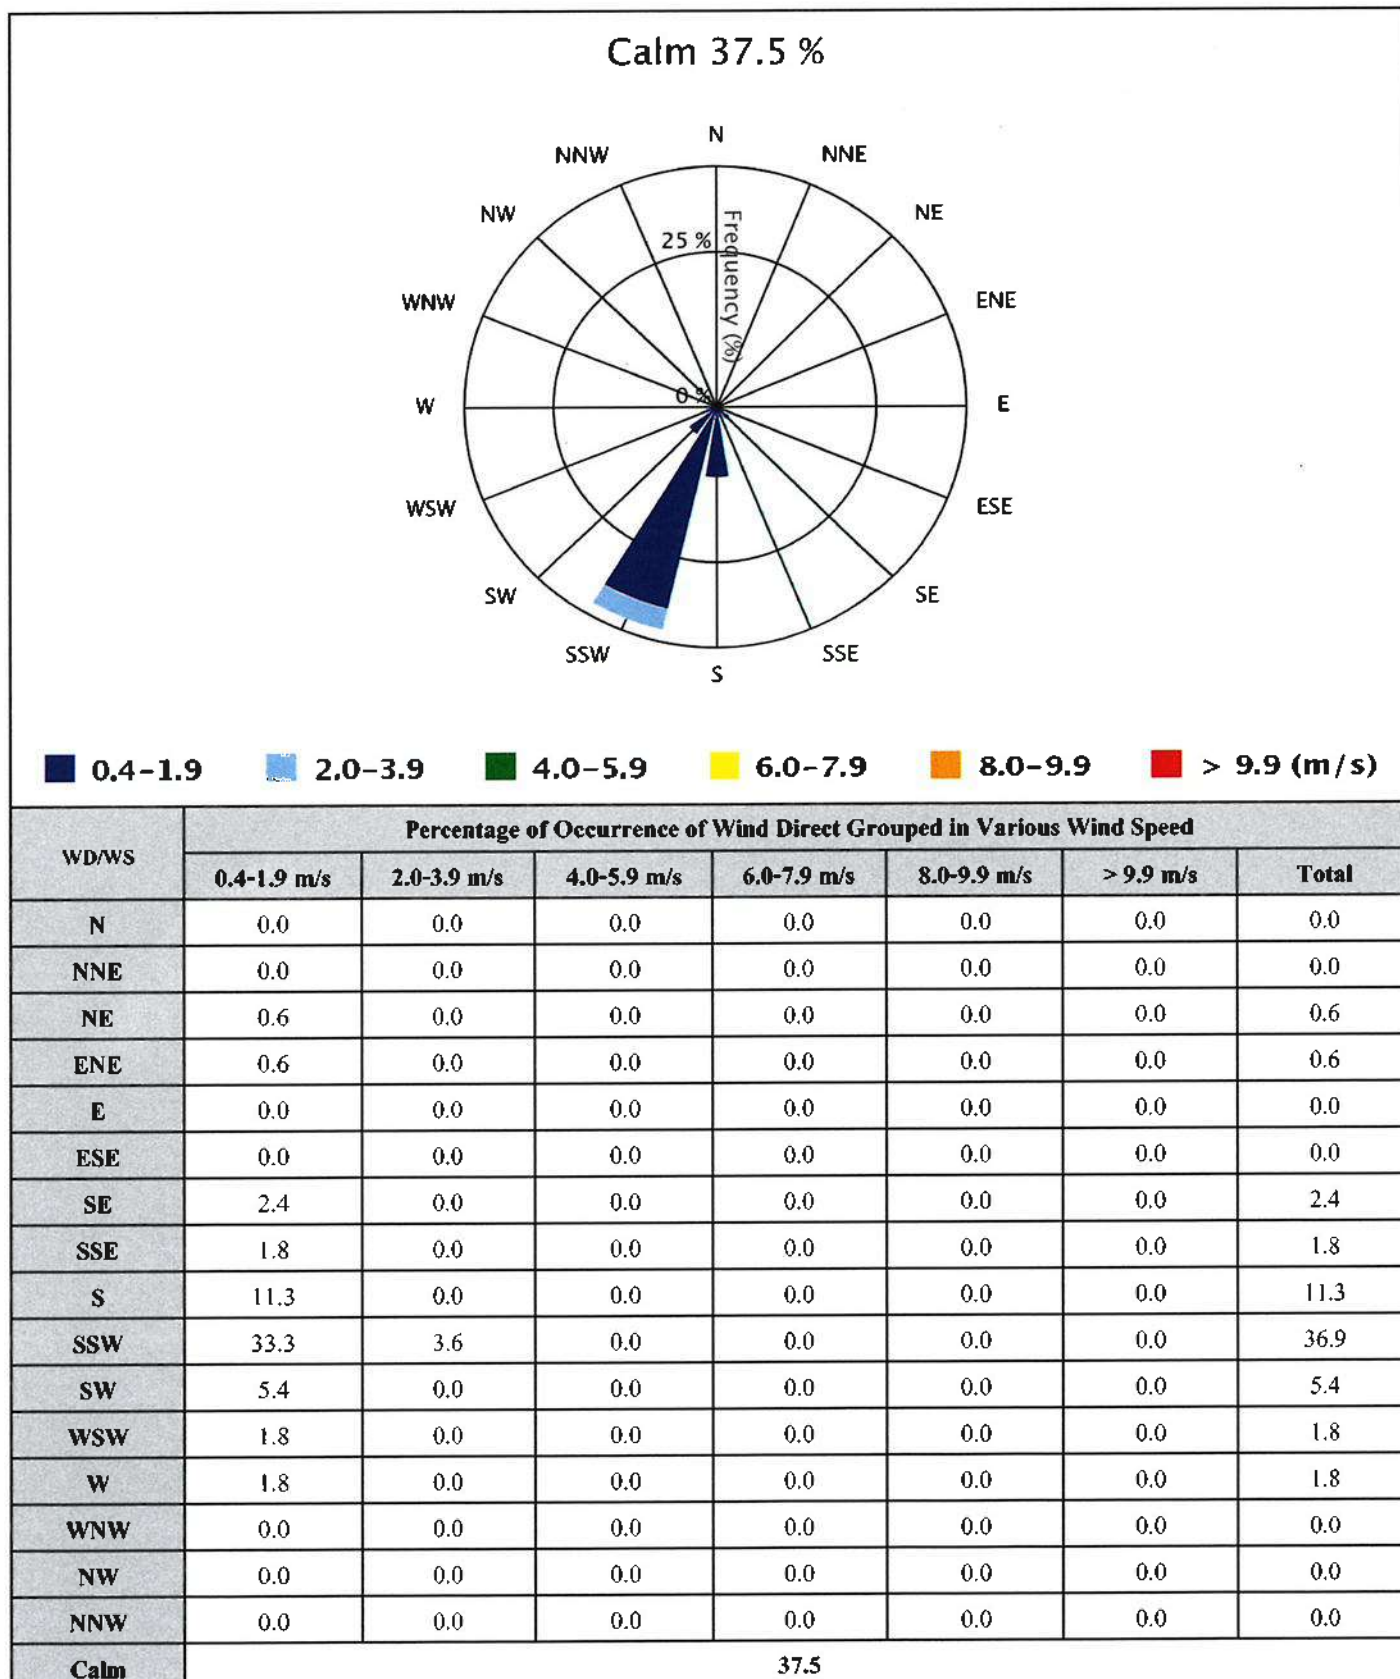 Calm 37.5 %
N
NNW
NNE
NW
NE
25 %
Frequency (%)
WNW
ENE
0 %
W
E
WSW
ESE
SW
SE
SSW
SSE
S
0.4-1.9 2.0-3.9 4.0-5.9 6.0-7.9 8.0-9.9 > 9.9 (m/s)
WD/WS Percentage of Occurrence of Wind Direct Grouped in Various Wind Speed
0.4-1.9 m/s 2.0-3.9 m/s 4.0-5.9 m/s 6.0-7.9 m/s 8.0-9.9 m/s > 9.9 m/s Total
N 0.0 0.0 0.0 0.0 0.0 0.0 0.0
NNE 0.0 0.0 0.0 0.0 0.0 0.0 0.0
NE 0.6 0.0 0.0 0.0 0.0 0.0 0.6
ENE 0.6 0.0 0.0 0.0 0.0 0.0 0.6
E 0.0 0.0 0.0 0.0 0.0 0.0 0.0
ESE 0.0 0.0 0.0 0.0 0.0 0.0 0.0
SE 2.4 0.0 0.0 0.0 0.0 0.0 2.4
SSE 1.8 0.0 0.0 0.0 0.0 0.0 1.8
S 11.3 0.0 0.0 0.0 0.0 0.0 11.3
SSW 33.3 3.6 0.0 0.0 0.0 0.0 36.9
SW 5.4 0.0 0.0 0.0 0.0 0.0 5.4
WSW 1.8 0.0 0.0 0.0 0.0 0.0 1.8
W 1.8 0.0 0.0 0.0 0.0 0.0 1.8
WNW 0.0 0.0 0.0 0.0 0.0 0.0 0.0
NW 0.0 0.0 0.0 0.0 0.0 0.0 0.0
NNW 0.0 0.0 0.0 0.0 0.0 0.0 0.0
Calm 37.5